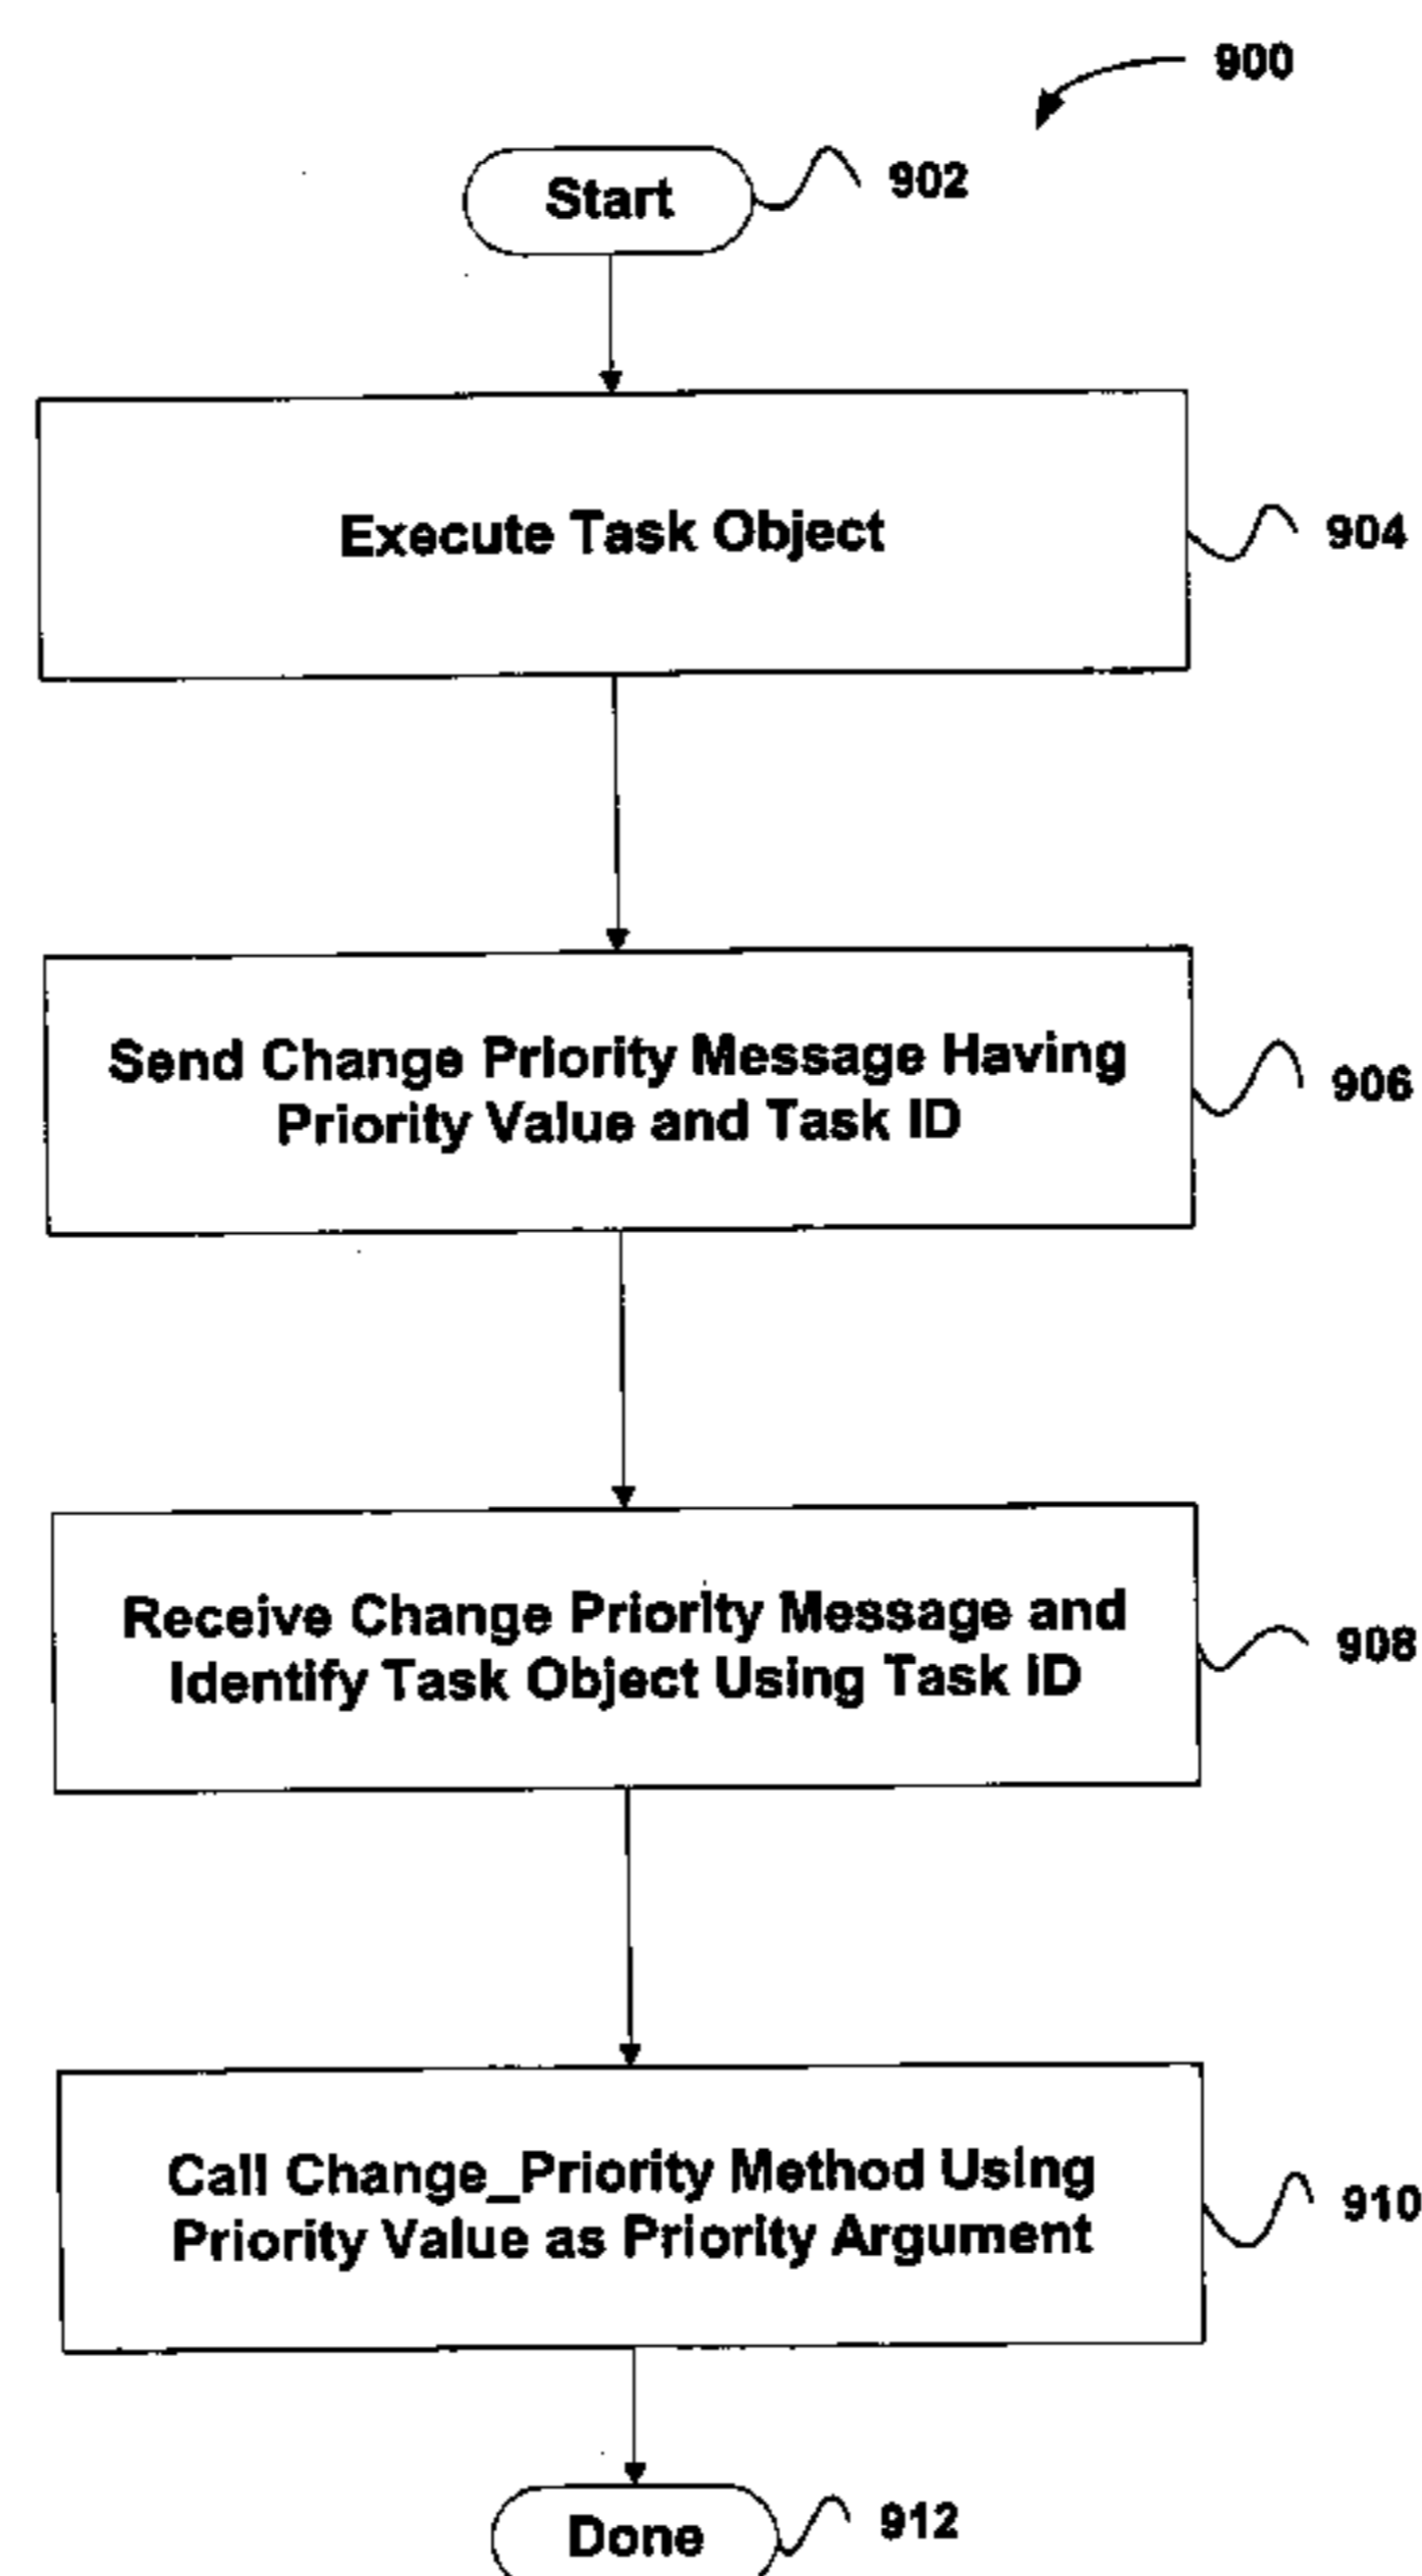 900
Start
902
Execute Task Object
904
Send Change Priority Message Having
Priority Value and Task ID
906
Receive Change Priority Message and
Identify Task Object Using Task ID
908
Call Change_Priority Method Using
Priority Value as Priority Argument
910
Done
912